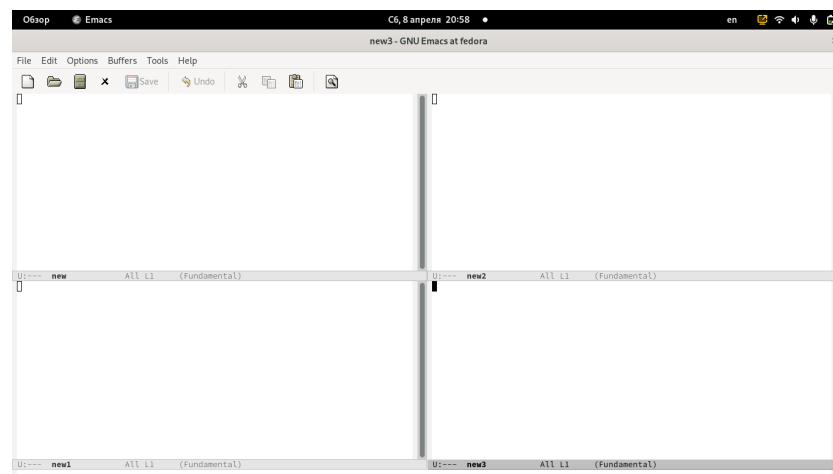 Обзор Emacs Сб, 8 апреля 20:58 en
new3 - GNU Emacs at fedora
File Edit Options Buffers Tools Help
Save Undo
U:--- new All L1 (Fundamental)
U:--- new2 All L1 (Fundamental)
U:--- new1 All L1 (Fundamental)
U:--- new3 All L1 (Fundamental)